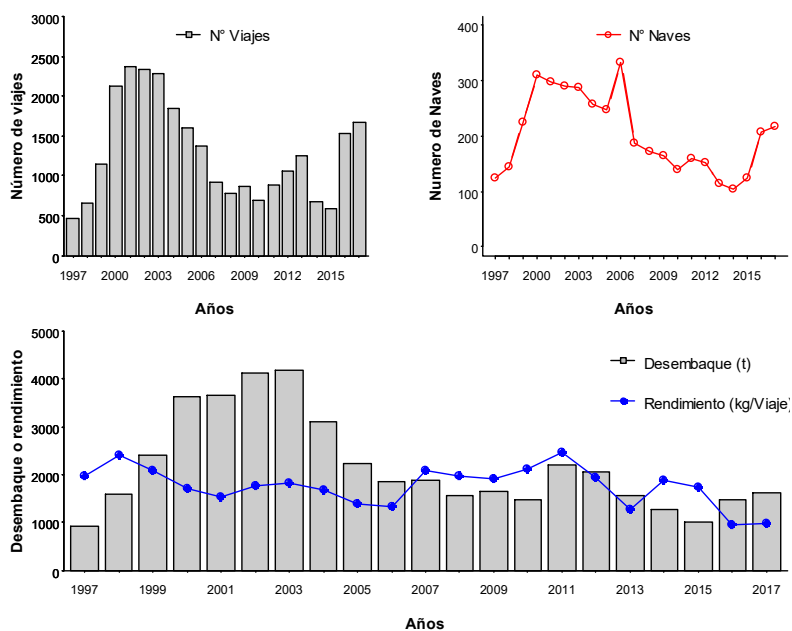 N° Viajes
Número de viajes
3000
2500
2000
1500
1000
500
0
1997 2000 2003 2006 2009 2012 2015
Años
N° Naves
Numero de Naves
400
300
200
100
0
1997 2000 2003 2006 2009 2012 2015
Años
Desembaque (t)
Rendimiento (kg/Viaje)
Desembaque o rendimiento
5000
4000
3000
2000
1000
0
1997 1999 2001 2003 2005 2007 2009 2011 2013 2015 2017
Años